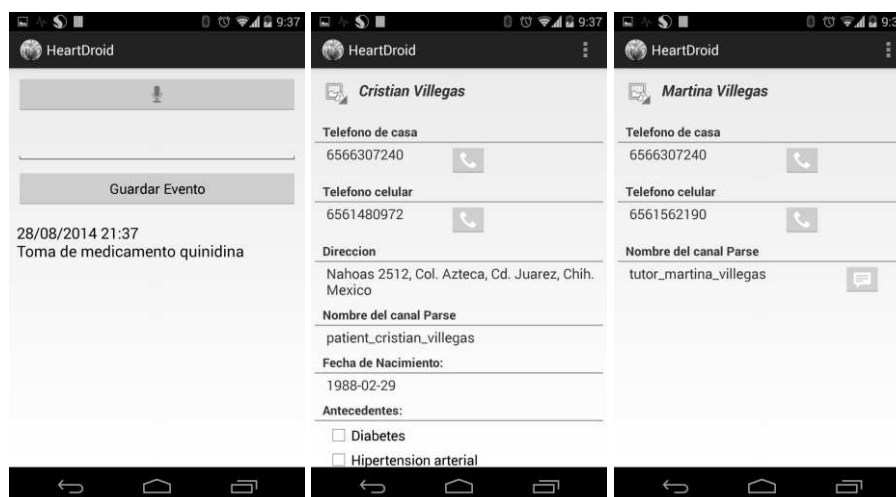 9:37
HeartDroid
Guardar Evento
28/08/2014 21:37
Toma de medicamento quinidina
9:37
HeartDroid
Cristian Villegas
Telefono de casa
6566307240
Telefono celular
6561480972
Direccion
Nahoas 2512, Col. Azteca, Cd. Juarez, Chih.
Mexico
Nombre del canal Parse
patient_cristian_villegas
Fecha de Nacimiento:
1988-02-29
Antecedentes:
Diabetes
Hipertension arterial
HeartDroid
Martina Villegas
Telefono de casa
6566307240
Telefono celular
6561562190
Nombre del canal Parse
tutor_martina_villegas